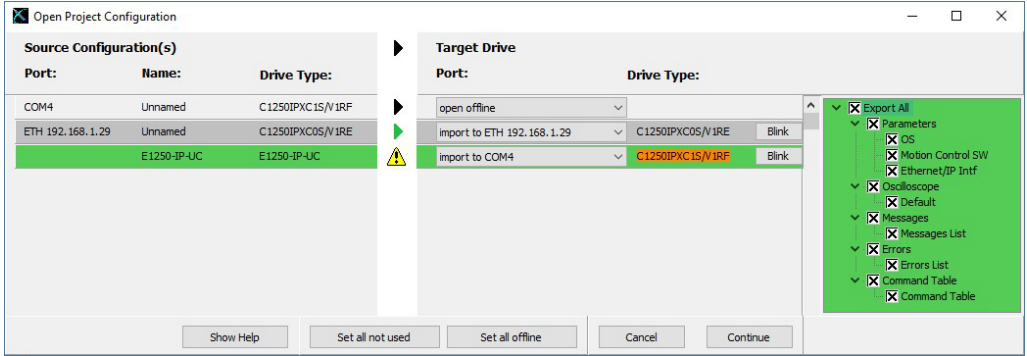 Open Project Configuration
Source Configuration(s) Target Drive
Port: Name: Drive Type: Port: Drive Type:
COM4 Unnamed C1250IPXC1S/V1RF open offline
ETH 192.168.1.29 Unnamed C1250IPXC0S/V1RE import to ETH 192.168.1.29 C1250IPXC0S/V1RE Blink
E1250-IP-UC E1250-IP-UC import to COM4 C1250IPXC1S/V1RF Blink
Export All
Parameters
OS
Motion Control SW
Ethernet/IP Intf
Oscilloscope
Default
Messages
Messages List
Errors
Errors List
Command Table
Command Table
Show Help Set all not used Set all offline Cancel Continue